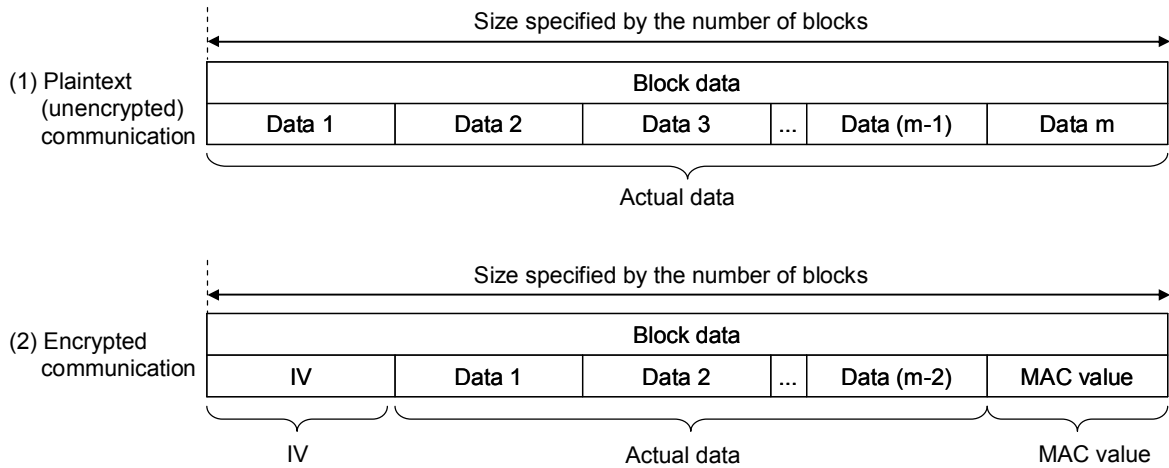 Size specified by the number of blocks
(1) Plaintext
(unencrypted)
communication
Block data
Data 1 Data 2 Data 3 ... Data (m-1) Data m
Actual data
Size specified by the number of blocks
(2) Encrypted
communication
Block data
IV Data 1 Data 2 ... Data (m-2) MAC value
IV Actual data MAC value